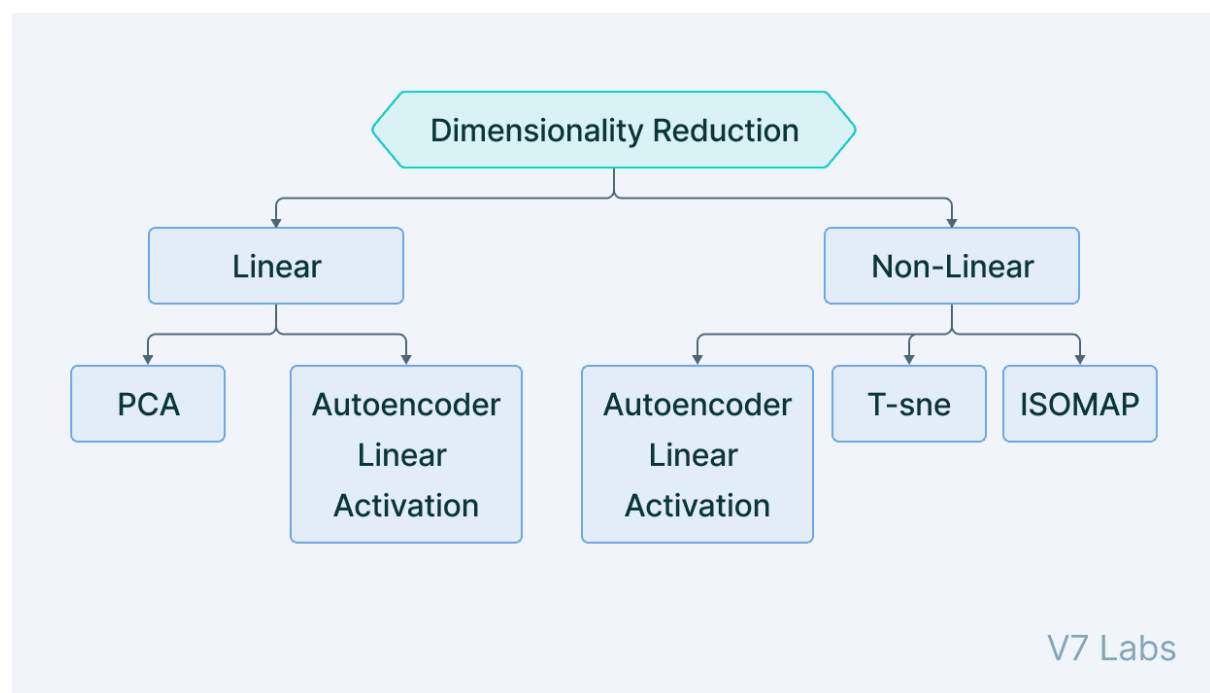 Dimensionality Reduction
Linear
Non-Linear
PCA
Autoencoder
Linear
Activation
Autoencoder
Linear
Activation
T-sne
ISOMAP
V7 Labs